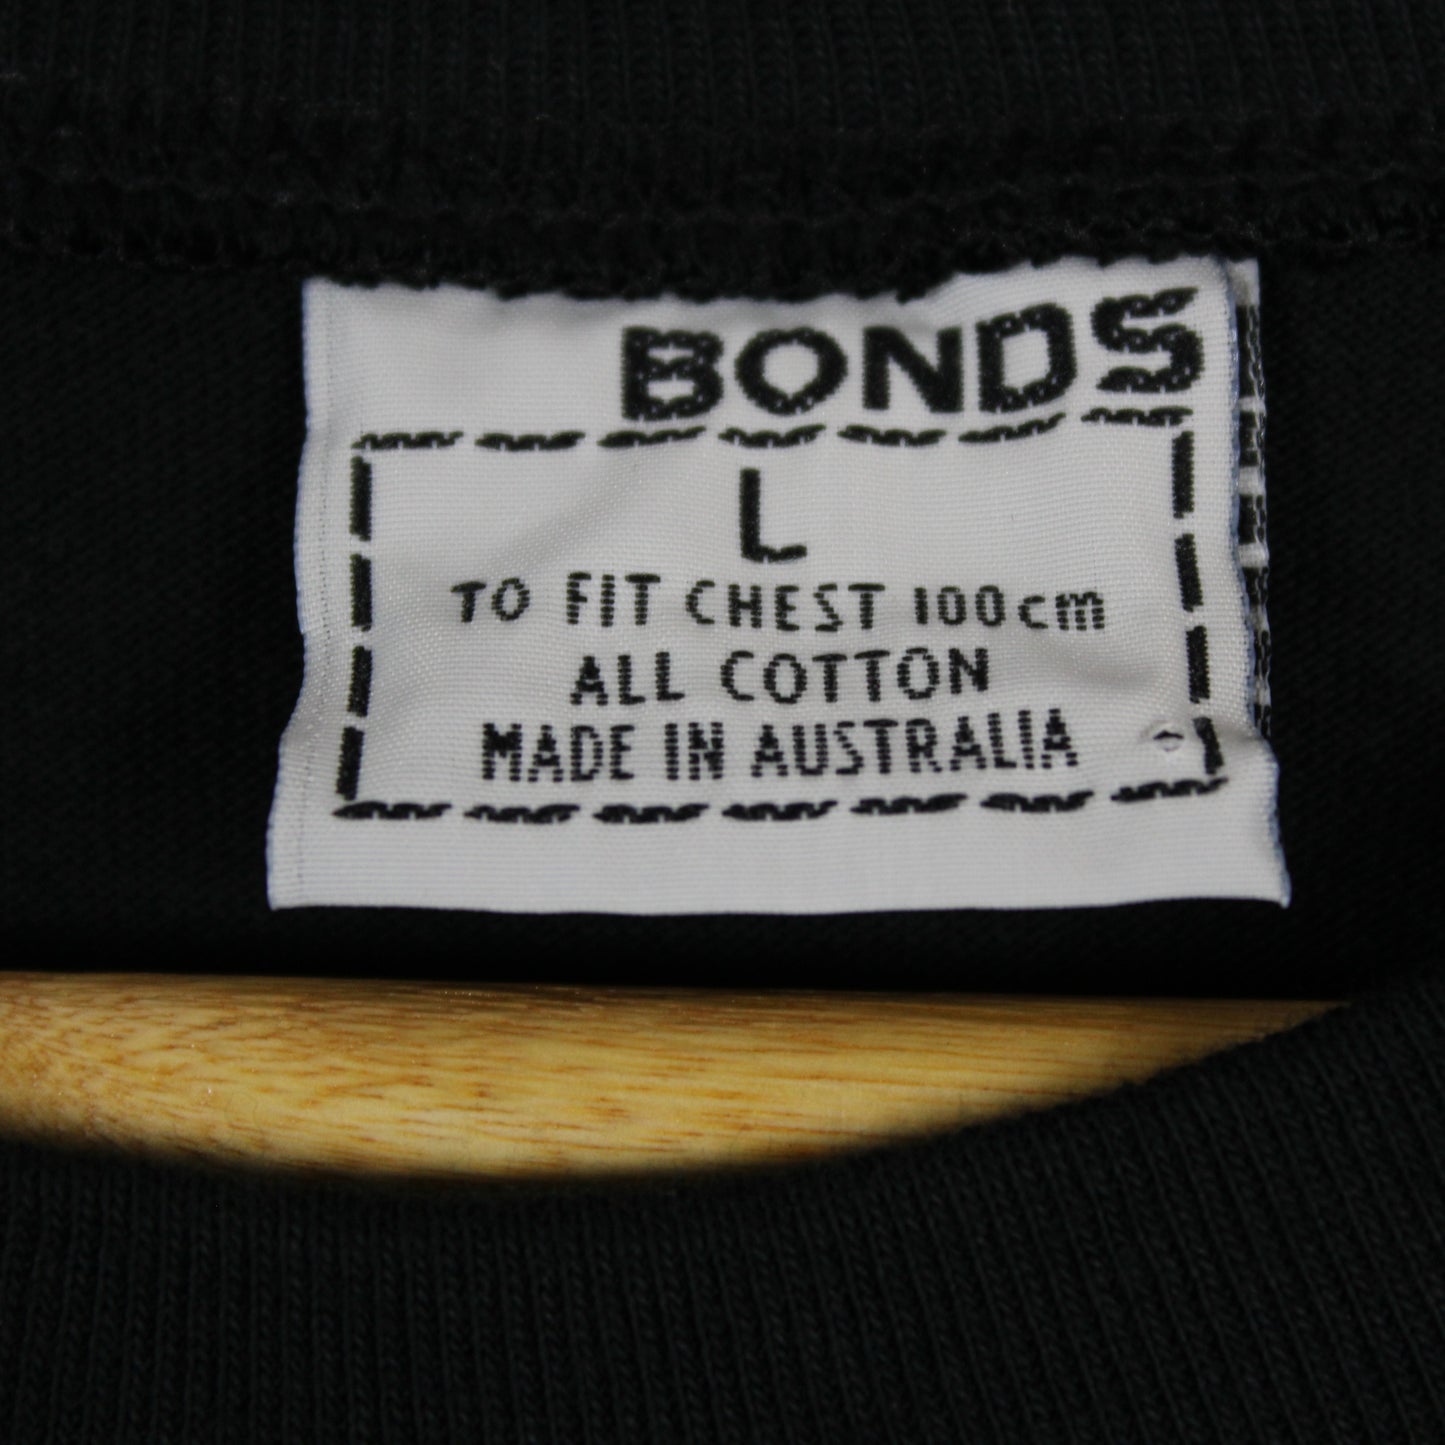 BONDS
L
TO FIT CHEST 100cm
ALL COTTON
MADE IN AUSTRALIA